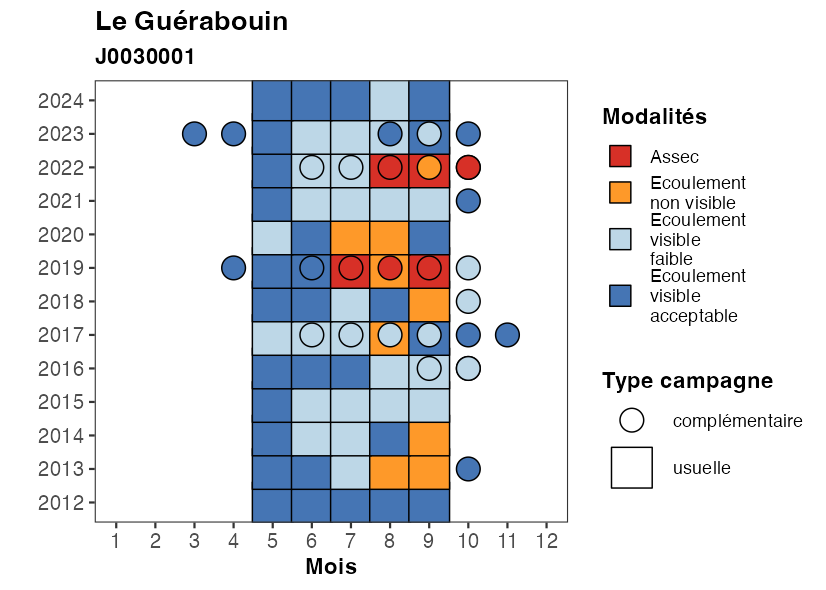 Le Guérabouin
J0030001
2024
2023
2022
2021
2020
2019
2018
2017
2016
2015
2014
2013
2012
1 2 3 4 5 6 7 8 9 10 11 12
Mois
Modalités
Assec
Ecoulement
non visible
Ecoulement
visible
faible
Ecoulement
visible
acceptable
Type campagne
complémentaire
usuelle